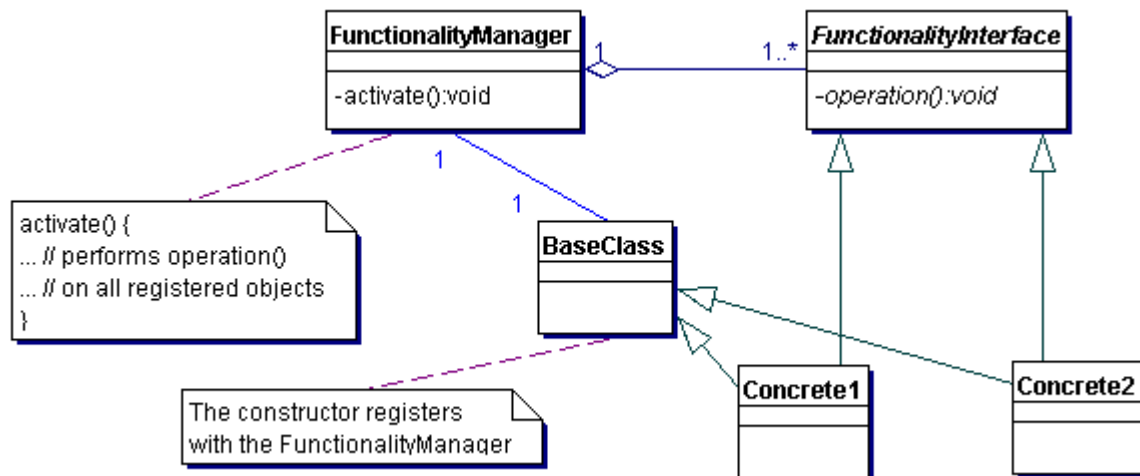 FunctionalityManager
-activate():void
1
1..*
FunctionalityInterface
-operation():void
1
1
activate() {
... // performs operation()
... // on all registered objects
}
BaseClass
The constructor registers
with the FunctionalityManager
Concrete1
Concrete2